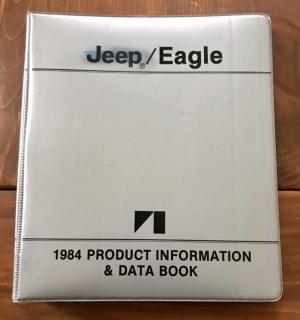 Jeep®/Eagle
1984 PRODUCT INFORMATION
& DATA BOOK